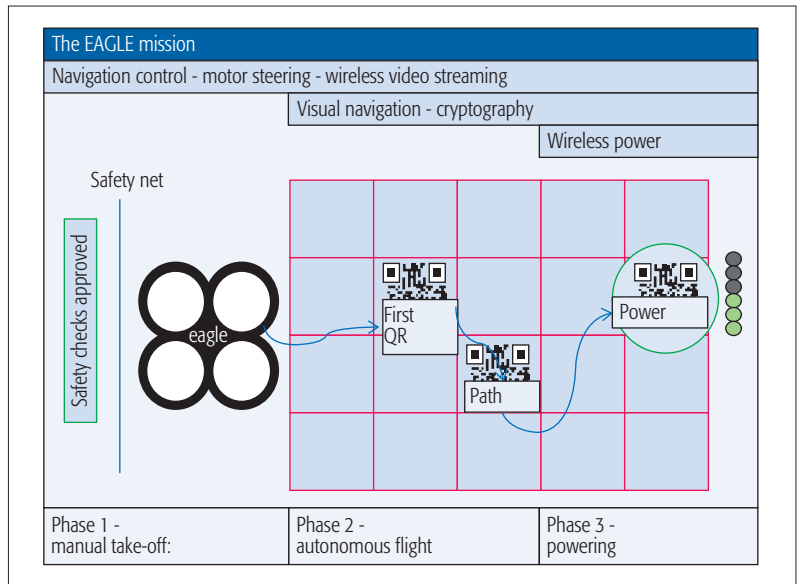 The EAGLE mission
Navigation control - motor steering - wireless video streaming
Visual navigation - cryptography
Wireless power
Safety net
Safety checks approved
eagle
First
QR
Path
Power
Phase 1 -
manual take-off:
Phase 2 -
autonomous flight
Phase 3 -
powering